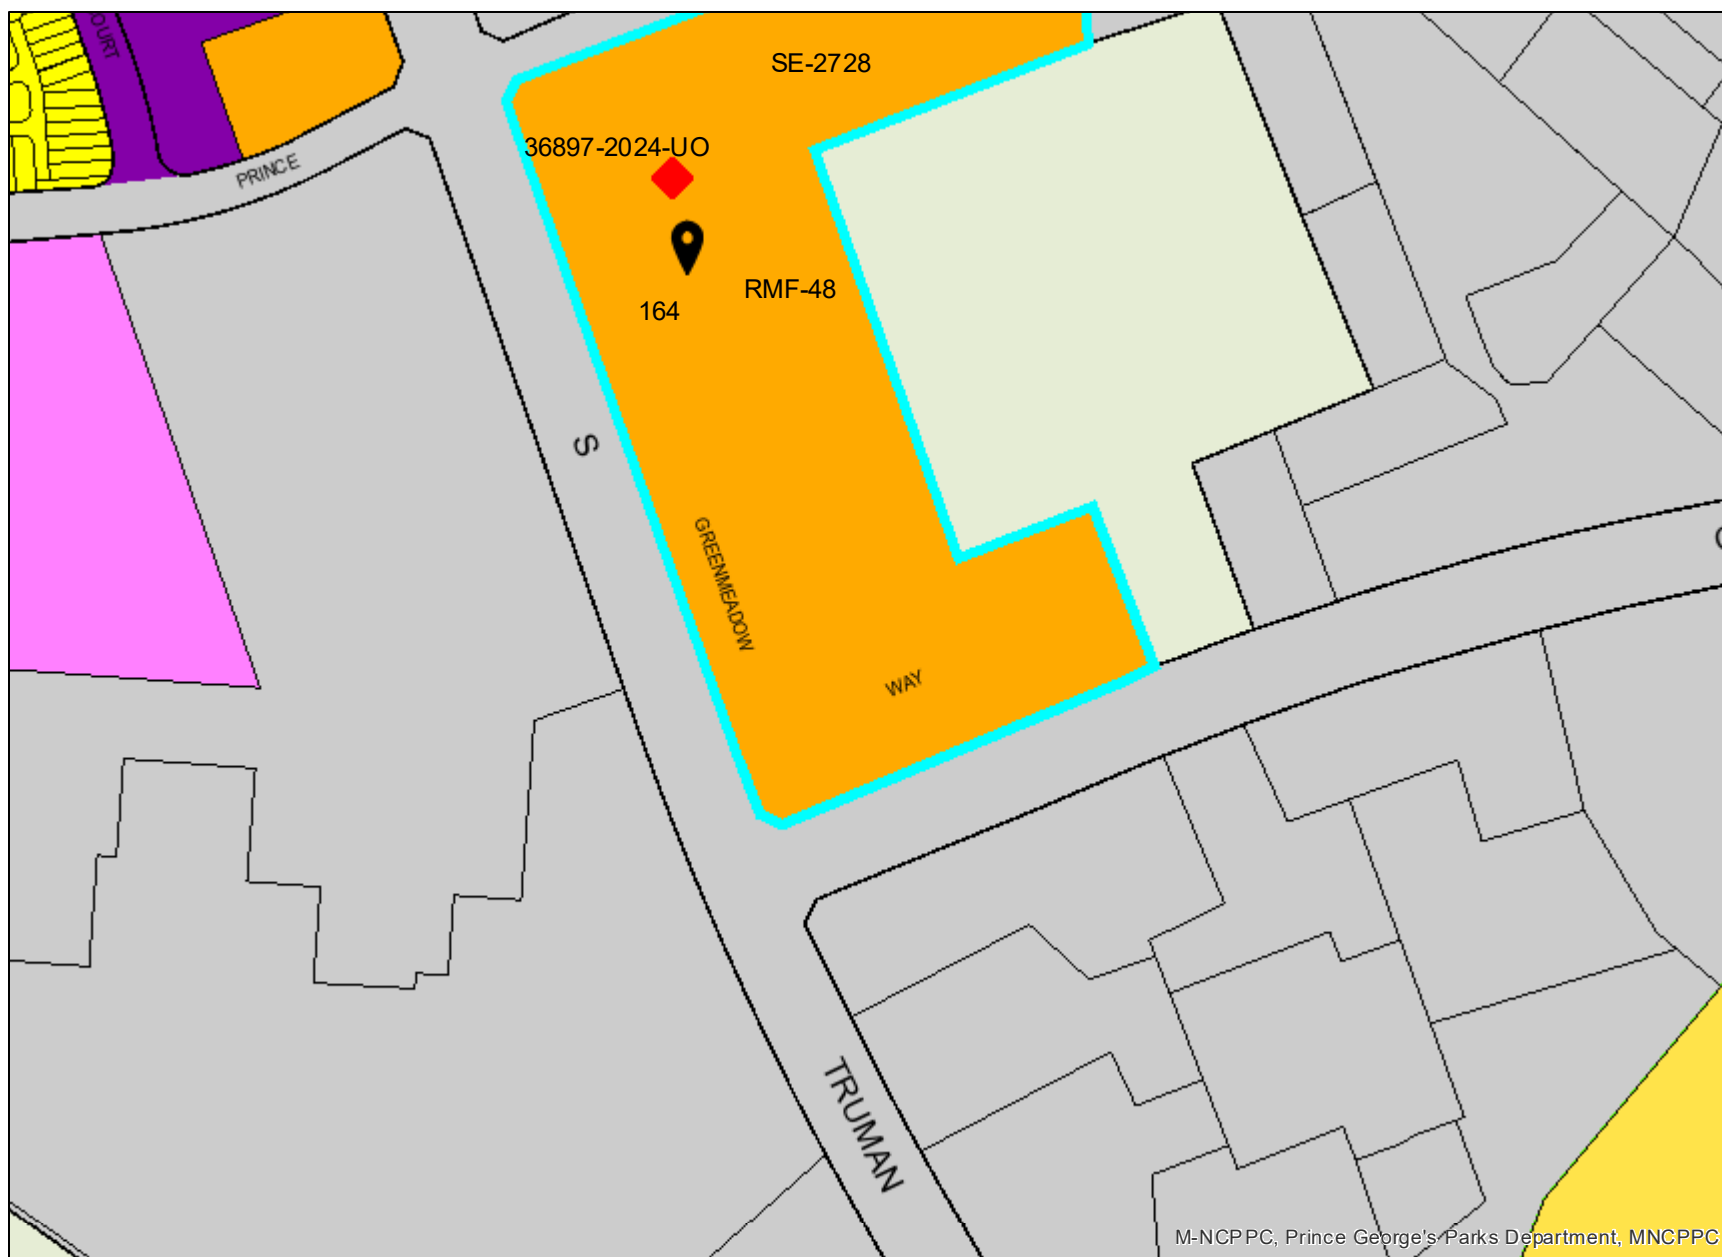 OURT
SE-2728
36897-2024-UO
PRINCE
RMF-48
164
S
GREENMEADOW
WAY
TRUMAN
M-NCPPC, Prince George's Parks Department, MNCPPC